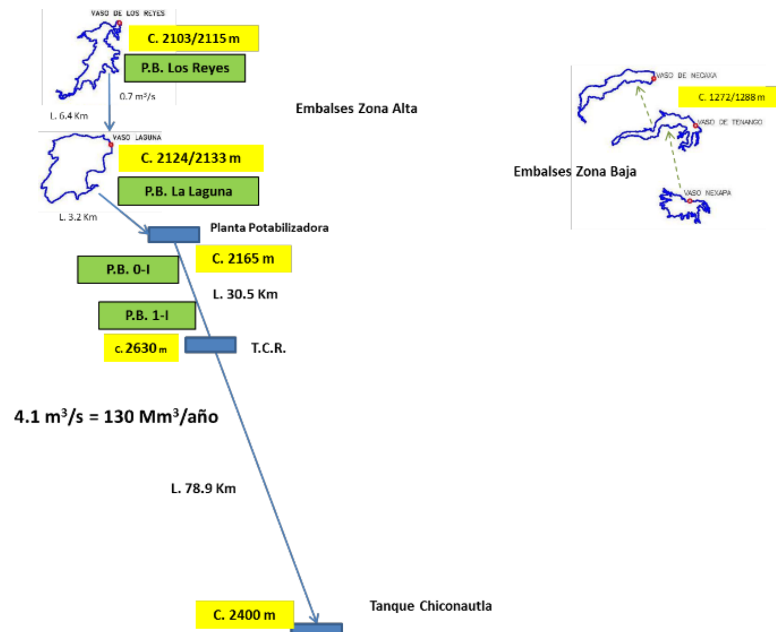 VASO DE LOS REYES
C. 2103/2115 m
P.B. Los Reyes
0.7 m³/s
L. 6.4 Km
Embalses Zona Alta
VASO LAGUNA
C. 2124/2133 m
P.B. La Laguna
L. 3.2 Km
Planta Potabilizadora
C. 2165 m
P.B. 0-I
L. 30.5 Km
P.B. 1-I
C. 2630 m
T.C.R.
4.1 m³/s = 130 Mm³/año
L. 78.9 Km
Tanque Chiconautla
C. 2400 m
VASO DE NECAXA
C. 1272/1288 m
VASO DE TENANGO
Embalses Zona Baja
VASO NEXAPA